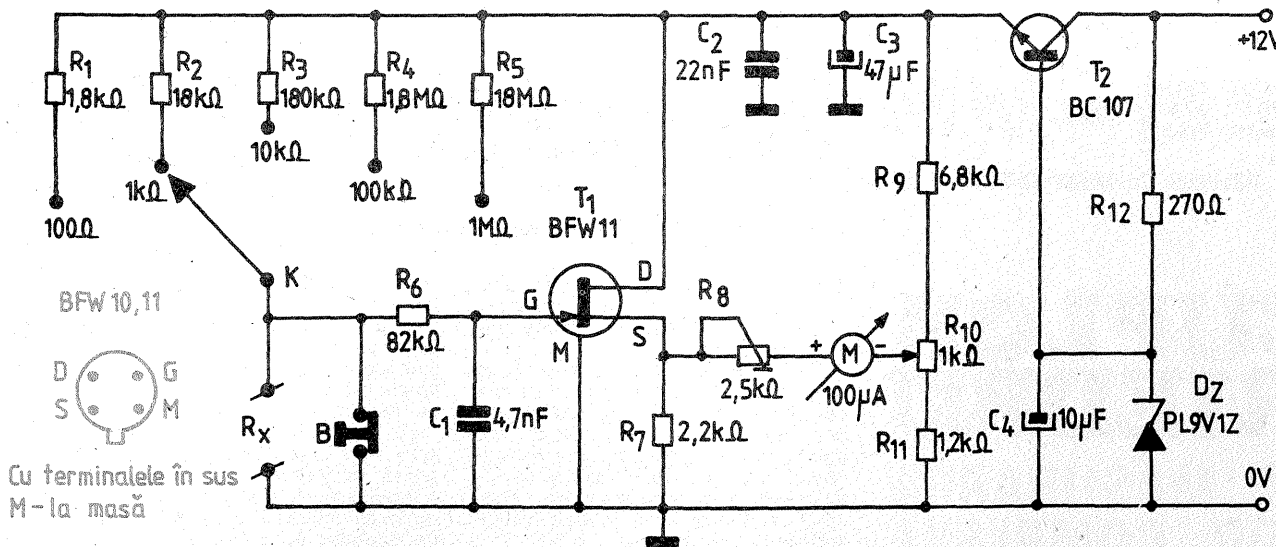 R1
1,8kΩ
R2
18kΩ
R3
180kΩ
R4
1,8MΩ
R5
18MΩ
C2
22nF
C3
47µF
T2
BC 107
+12V
100Ω
1kΩ
10kΩ
100kΩ
1MΩ
T1
BFW11
R9
6,8kΩ
R12
270Ω
K
BFW 10,11
D
G
S
M
R6
82kΩ
G
D
S
M
R8
2,5kΩ
+
M
-
100µA
R10
1kΩ
Rx
B
C1
4,7nF
R7
2,2kΩ
R11
1,2kΩ
C4
10µF
DZ
PL9V1Z
0V
Cu terminalele în sus
M-la masă